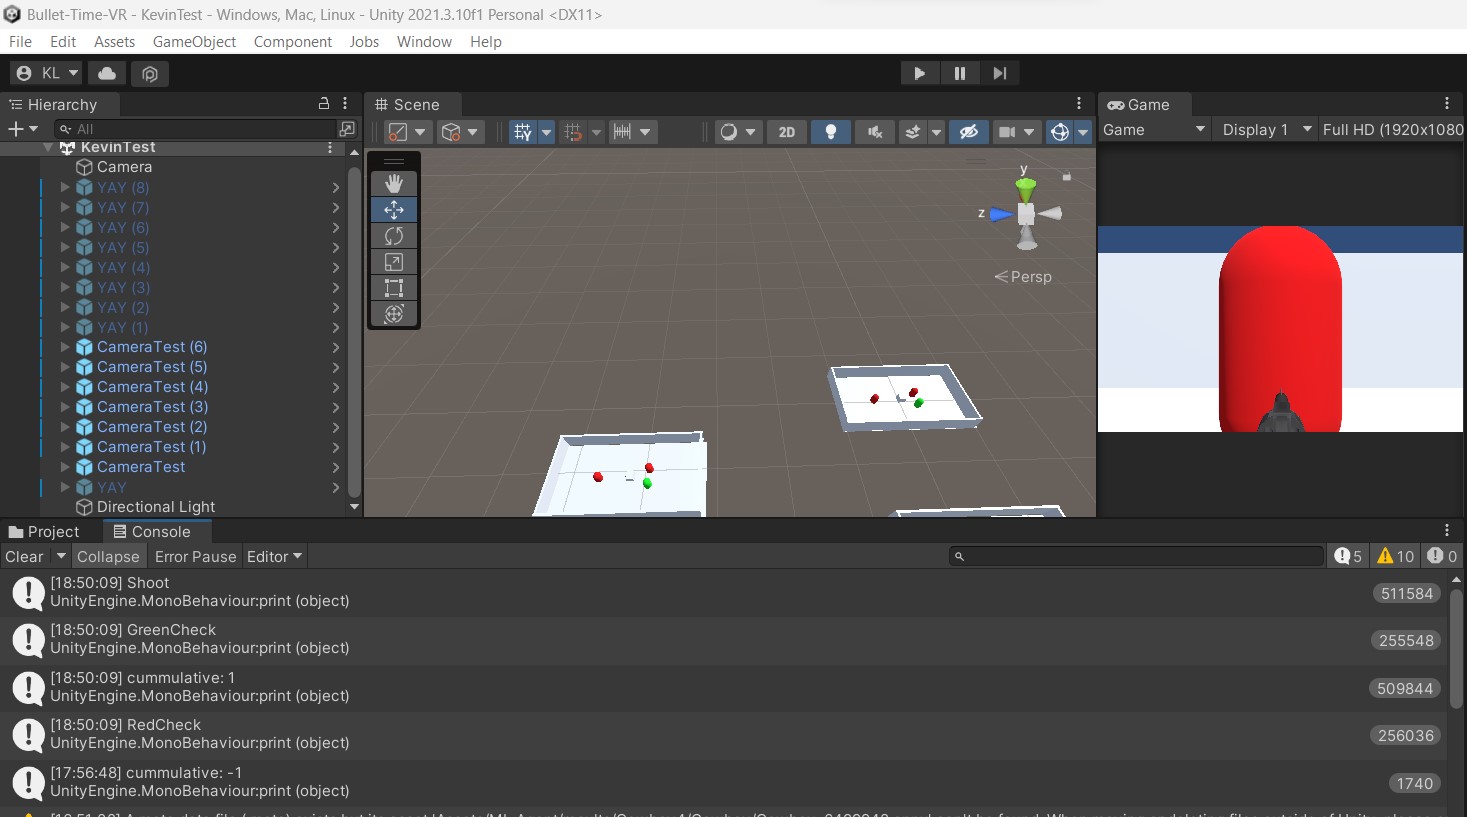 Bullet-Time-VR - KevinTest - Windows, Mac, Linux - Unity 2021.3.10f1 Personal <DX11>
File Edit Assets GameObject Component Jobs Window Help
KL
Hierarchy
Scene
Game
All
2D
Game Display 1 Full HD (1920x1080
KevinTest
Camera
YAY (8)
YAY (7)
YAY (6)
YAY (5)
YAY (4)
YAY (3)
YAY (2)
YAY (1)
CameraTest (6)
CameraTest (5)
CameraTest (4)
CameraTest (3)
CameraTest (2)
CameraTest (1)
CameraTest
YAY
Directional Light
y
z
Persp
Project Console
Clear Collapse Error Pause Editor 5 10 0
[18:50:09] Shoot
UnityEngine.MonoBehaviour:print (object)
511584
[18:50:09] GreenCheck
UnityEngine.MonoBehaviour:print (object)
255548
[18:50:09] cummulative: 1
UnityEngine.MonoBehaviour:print (object)
509844
[18:50:09] RedCheck
UnityEngine.MonoBehaviour:print (object)
256036
[17:56:48] cummulative: -1
UnityEngine.MonoBehaviour:print (object)
1740